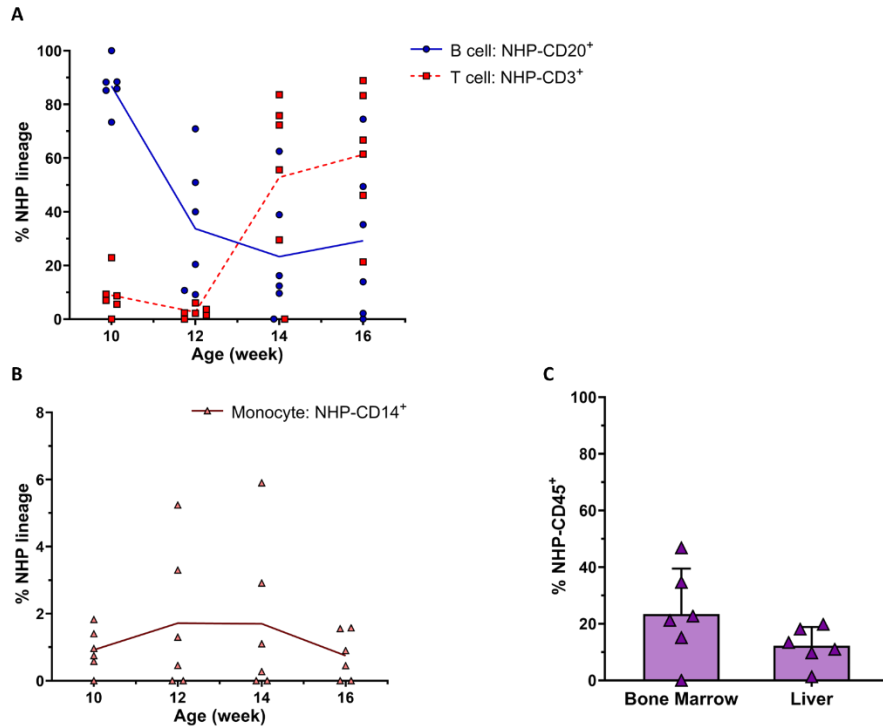 A
B cell: NHP-CD20⁺
T cell: NHP-CD3⁺
% NHP lineage
100
80
60
40
20
0
10 12 14 16
Age (week)
B
Monocyte: NHP-CD14⁺
% NHP lineage
8
6
4
2
0
10 12 14 16
Age (week)
C
% NHP-CD45⁺
100
80
60
40
20
0
Bone Marrow Liver